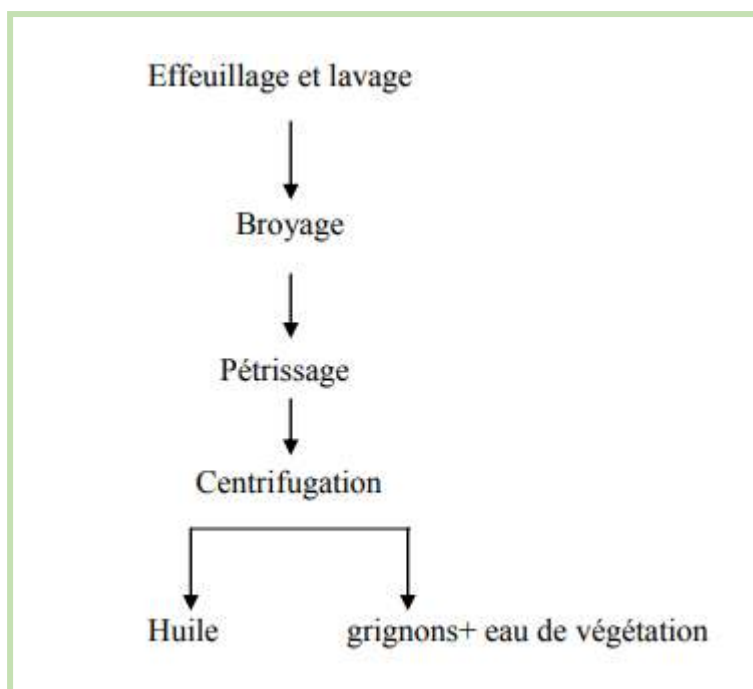 Effeuillage et lavage
Broyage
Pétrissage
Centrifugation
Huile grignons+ eau de végétation